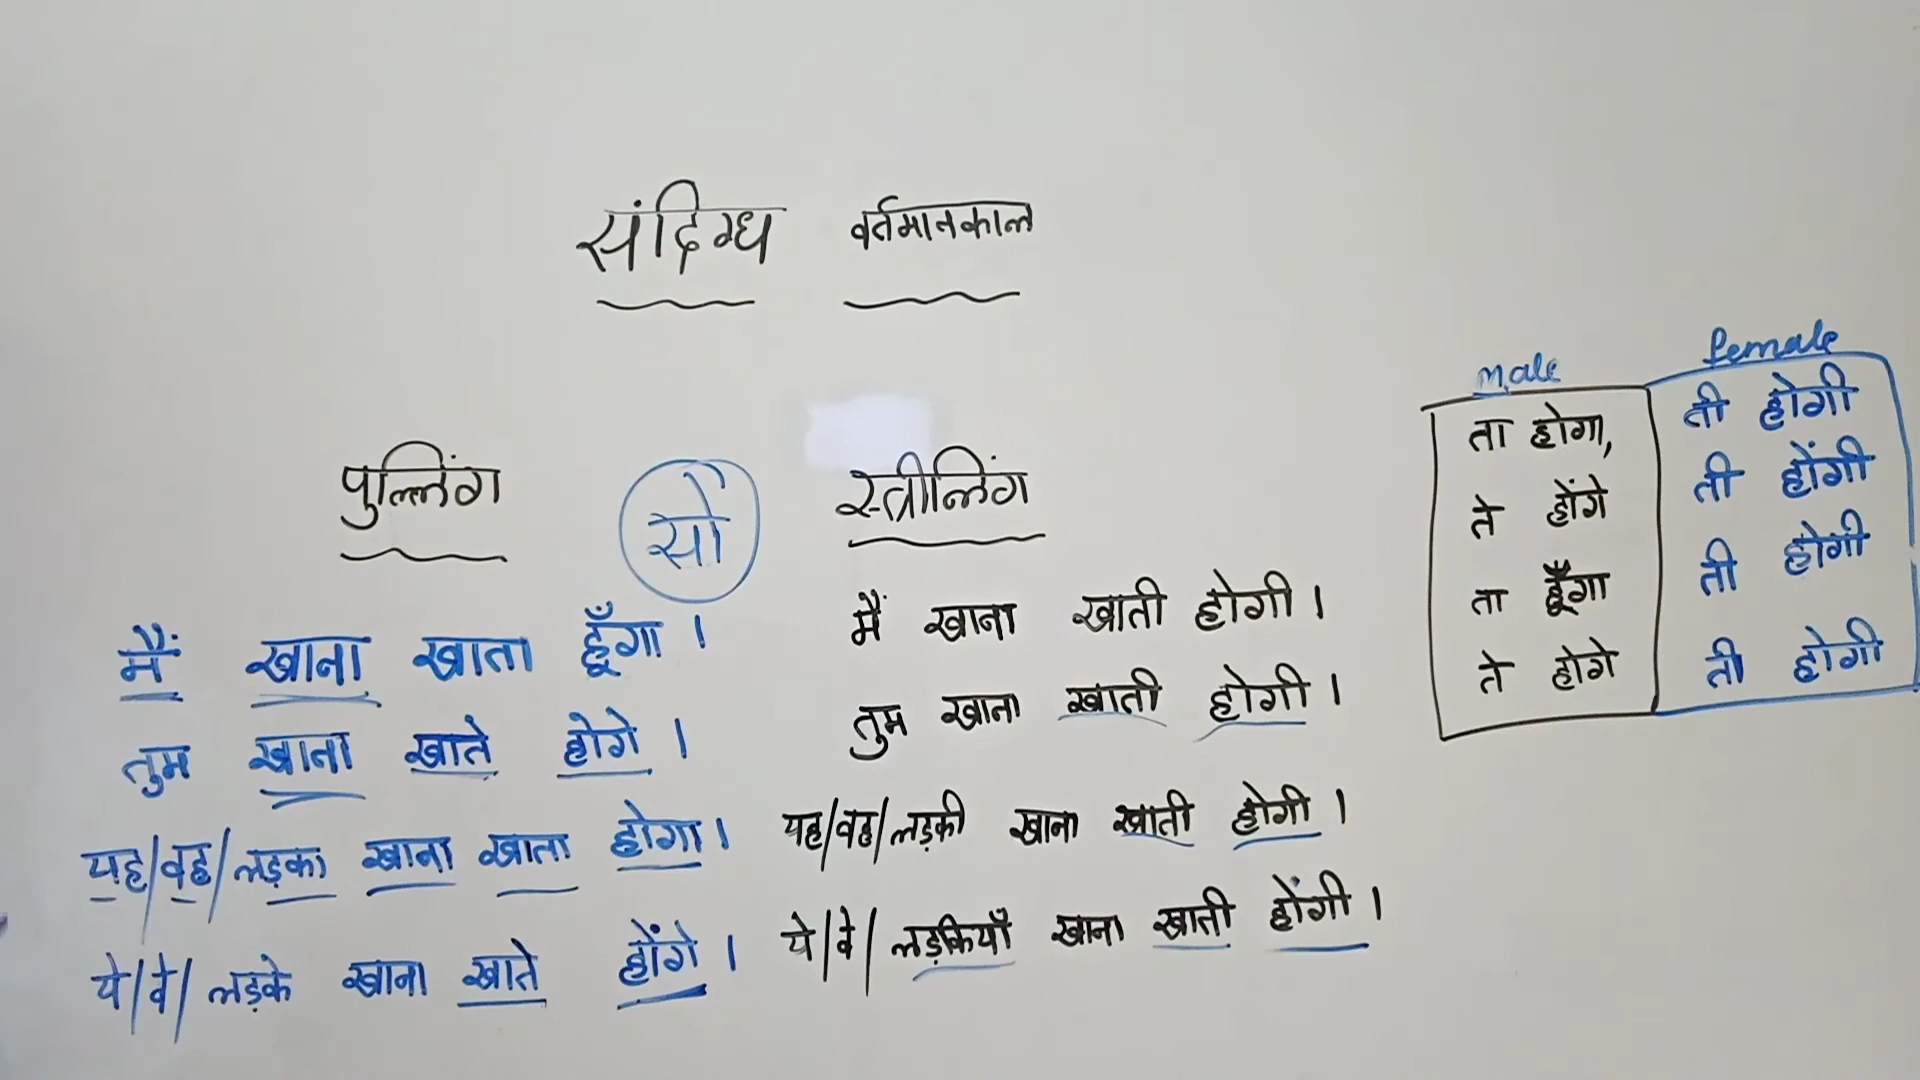 संदिग्ध वर्तमानकाल
पुल्लिंग
सो
स्त्रीलिंग
मैं खाना खाता हूँगा ।
तुम खाना खाते होगे ।
यह/वह/लड़का खाना खाता होगा ।
ये/वे/लड़के खाना खाते होंगे ।
मैं खाना खाती होगी ।
तुम खाना खाती होगी ।
यह/वह/लड़की खाना खाती होगी ।
ये/वे/लड़कियाँ खाना खाती होंगी ।
male
ता होगा,
ते होंगे
ता हूँगा
ते होगे
female
ती होगी
ती होंगी
ती होगी
ती होगी